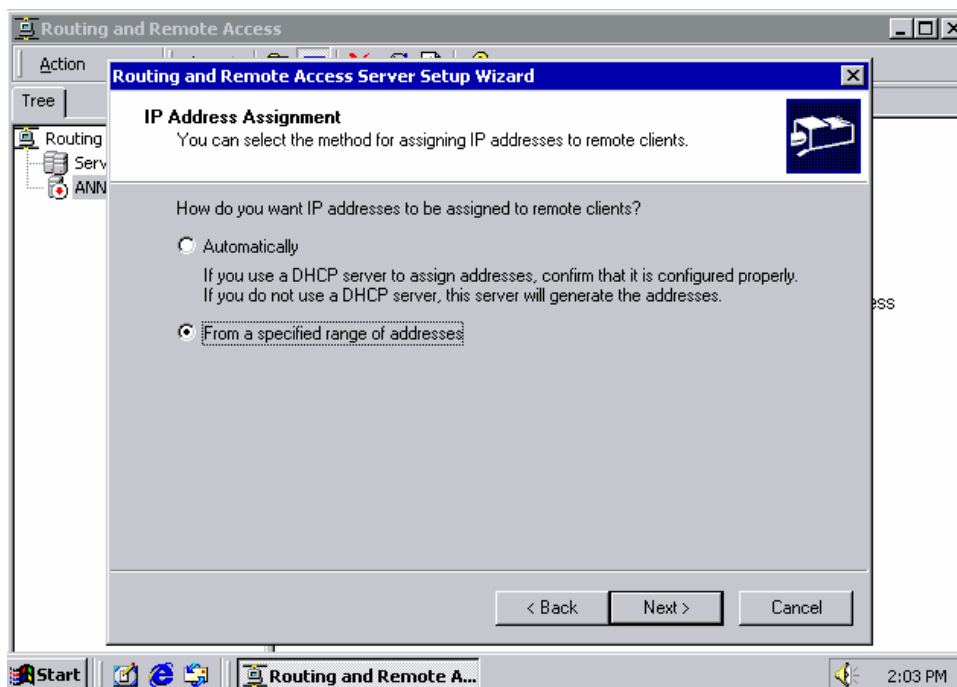 Routing and Remote Access
Action
Tree
Routing
Serv
ANN
Routing and Remote Access Server Setup Wizard
IP Address Assignment
You can select the method for assigning IP addresses to remote clients.
How do you want IP addresses to be assigned to remote clients?
Automatically
If you use a DHCP server to assign addresses, confirm that it is configured properly.
If you do not use a DHCP server, this server will generate the addresses.
From a specified range of addresses
ess
< Back
Next >
Cancel
Start
Routing and Remote A...
2:03 PM